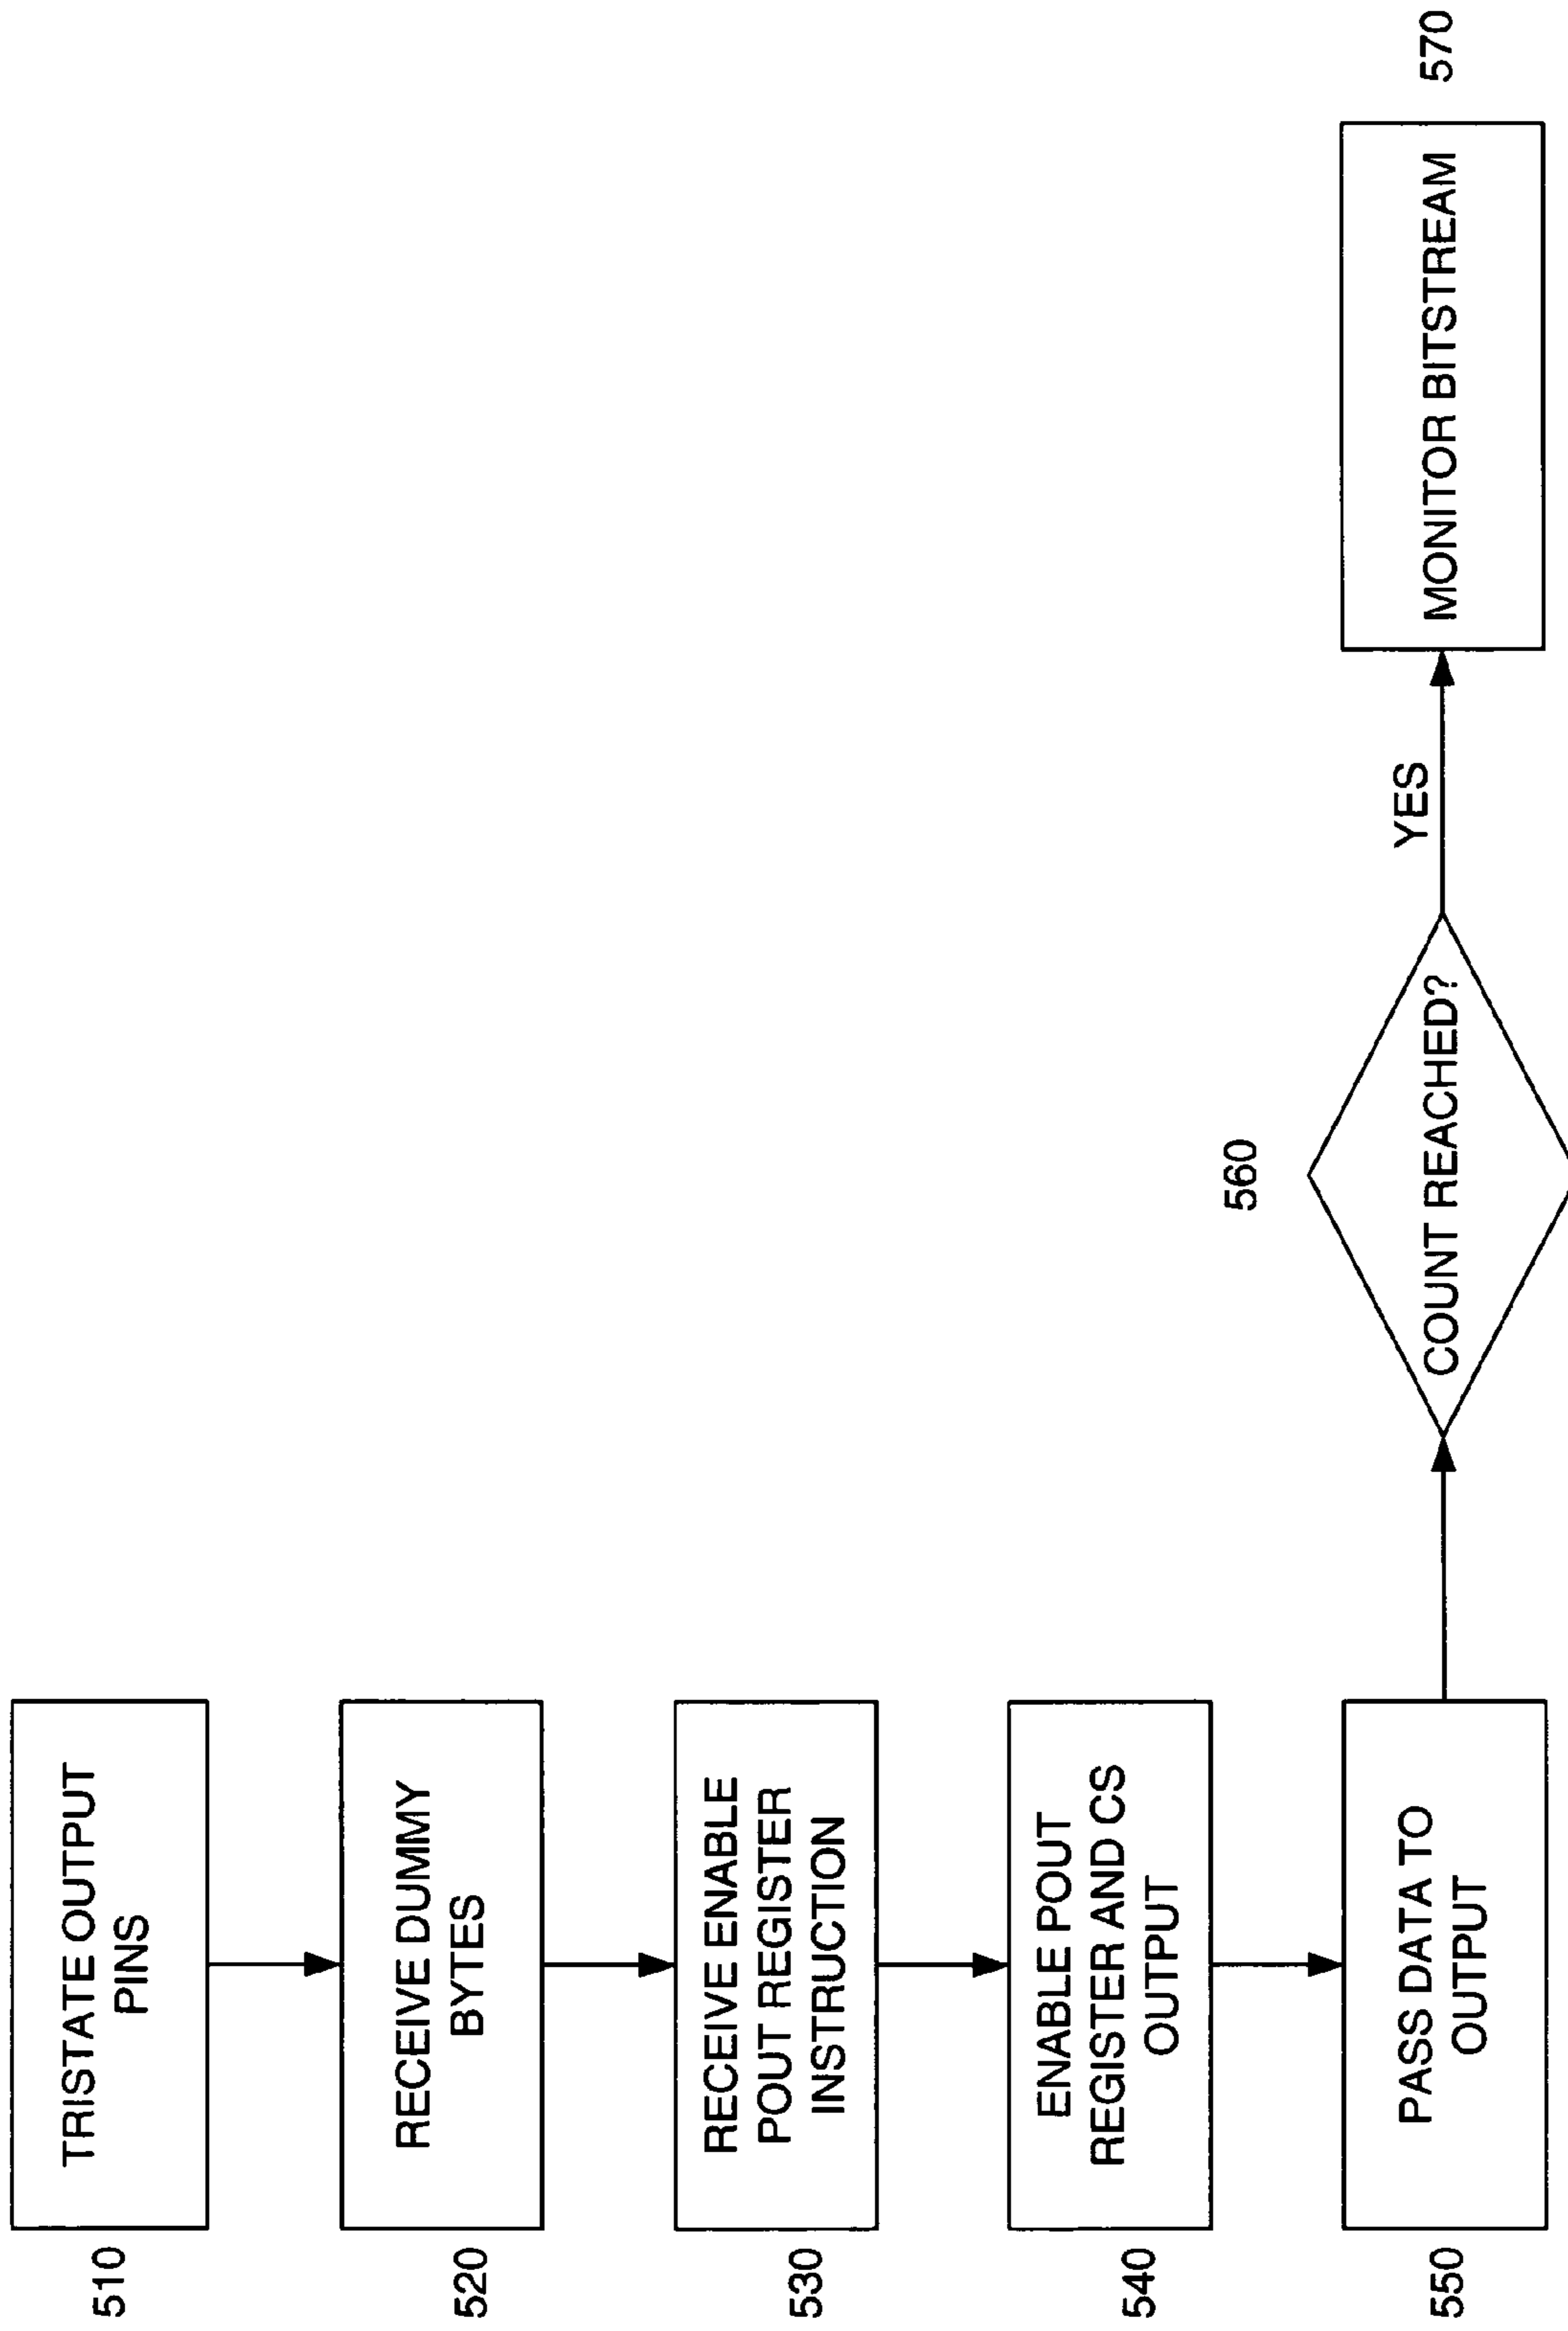 510
TRISTATE OUTPUT
PINS
520
RECEIVE DUMMY
BYTES
530
RECEIVE ENABLE
POUT REGISTER
INSTRUCTION
540
ENABLE POUT
REGISTER AND CS
OUTPUT
550
PASS DATA TO
OUTPUT
560
COUNT REACHED?
YES
MONITOR BITSTREAM
570